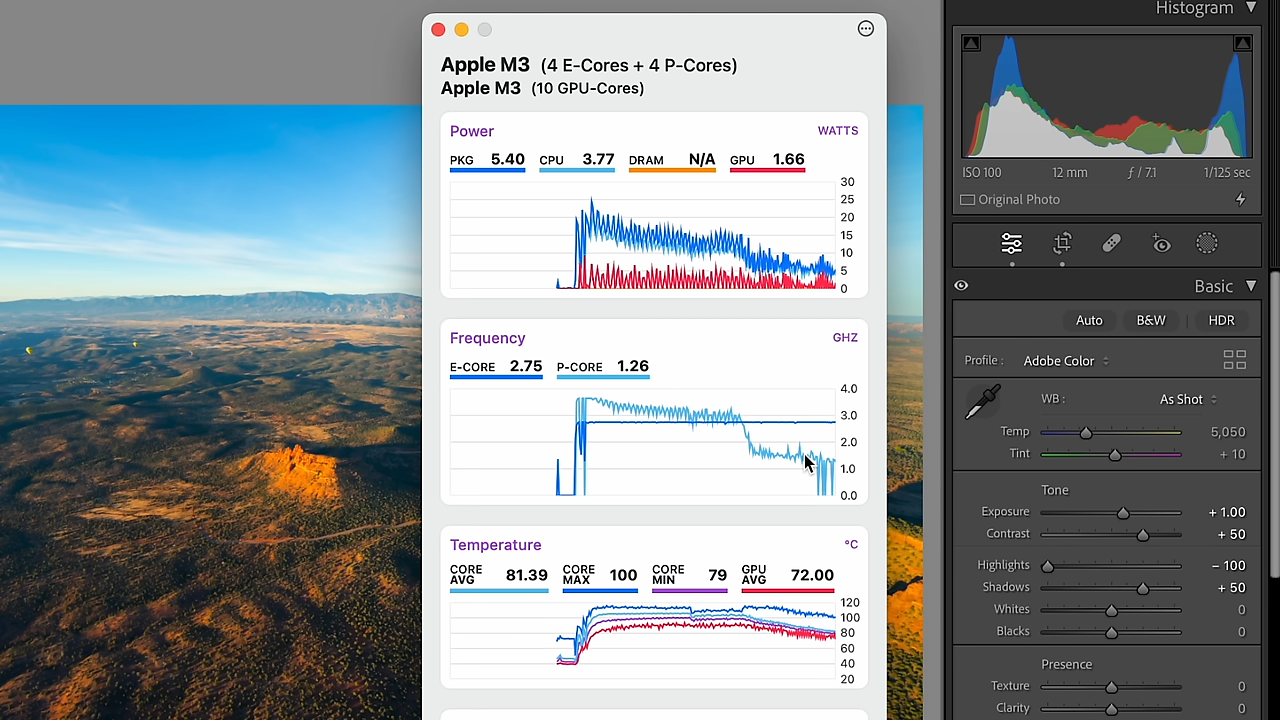 Apple M3 (4 E-Cores + 4 P-Cores)
Apple M3 (10 GPU-Cores)
Power WATTS
PKG 5.40 CPU 3.77 DRAM N/A GPU 1.66
30
25
20
15
10
5
0
Frequency GHZ
E-CORE 2.75 P-CORE 1.26
4.0
3.0
2.0
1.0
0.0
Temperature °C
CORE AVG 81.39 CORE MAX 100 CORE MIN 79 GPU AVG 72.00
120
100
80
60
40
20
Histogram
ISO 100 12 mm ƒ / 7.1 1/125 sec
Original Photo
Basic
Auto B&W HDR
Profile : Adobe Color
WB : As Shot
Temp 5,050
Tint + 10
Tone
Exposure + 1.00
Contrast + 50
Highlights − 100
Shadows + 50
Whites 0
Blacks 0
Presence
Texture 0
Clarity 0